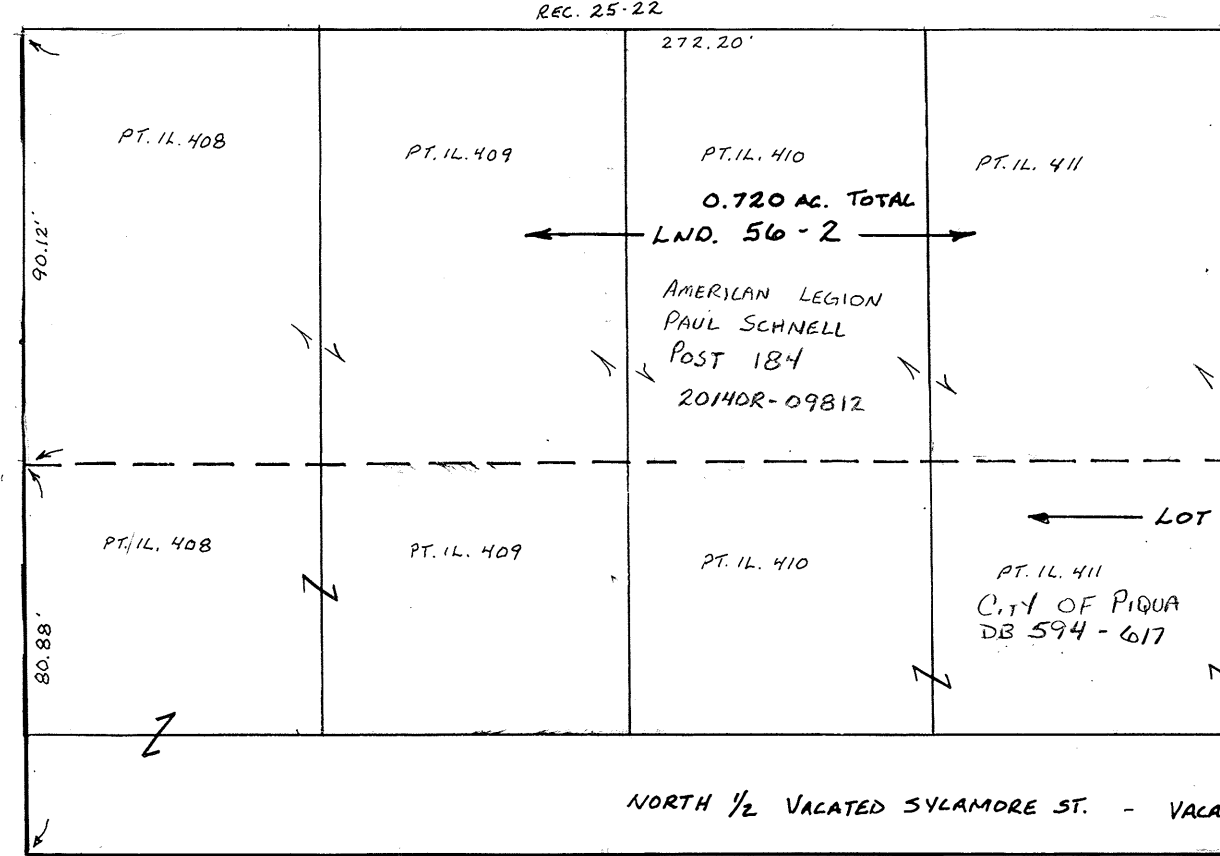 REC. 25-22
272.20'
PT. IL. 408
PT. IL. 409
PT. IL. 410
PT. IL. 411
0.720 AC. TOTAL
LND. 56-2
90.12'
AMERICAN LEGION
PAUL SCHNELL
POST 184
2014OR-09812
LOT
PT. IL. 408
PT. IL. 409
PT. IL. 410
PT. IL. 411
CITY OF PIQUA
DB 594-617
80.88'
NORTH 1/2 VACATED SYCAMORE ST. - VACA